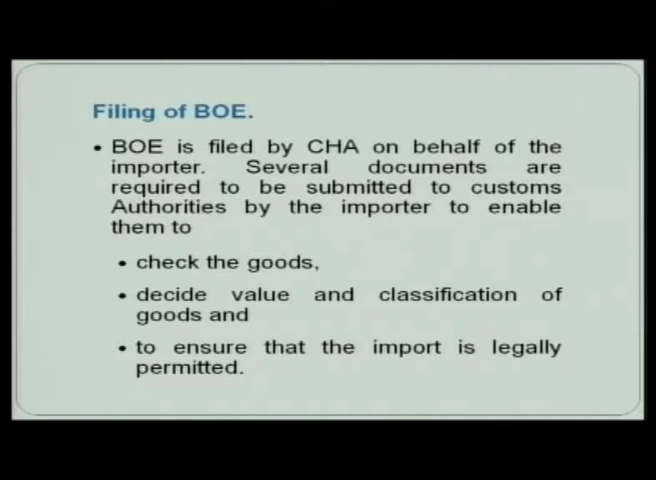 Filing of BOE.
• BOE is filed by CHA on behalf of the
importer. Several documents are
required to be submitted to customs
Authorities by the importer to enable
them to
• check the goods,
• decide value and classification of
goods and
• to ensure that the import is legally
permitted.